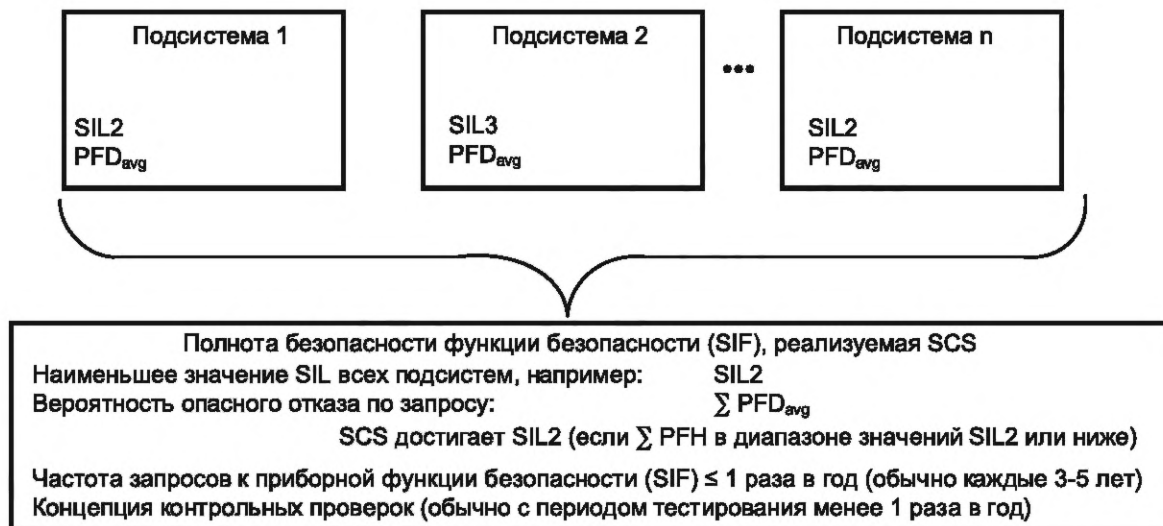 Подсистема 1
Подсистема 2
Подсистема n
•••
SIL2
PFDavg
SIL3
PFDavg
SIL2
PFDavg
Полнота безопасности функции безопасности (SIF), реализуемая SCS
Наименьшее значение SIL всех подсистем, например: SIL2
Вероятность опасного отказа по запросу: ∑ PFDavg
SCS достигает SIL2 (если ∑ PFH в диапазоне значений SIL2 или ниже)
Частота запросов к приборной функции безопасности (SIF) ≤ 1 раза в год (обычно каждые 3-5 лет)
Концепция контрольных проверок (обычно с периодом тестирования менее 1 раза в год)